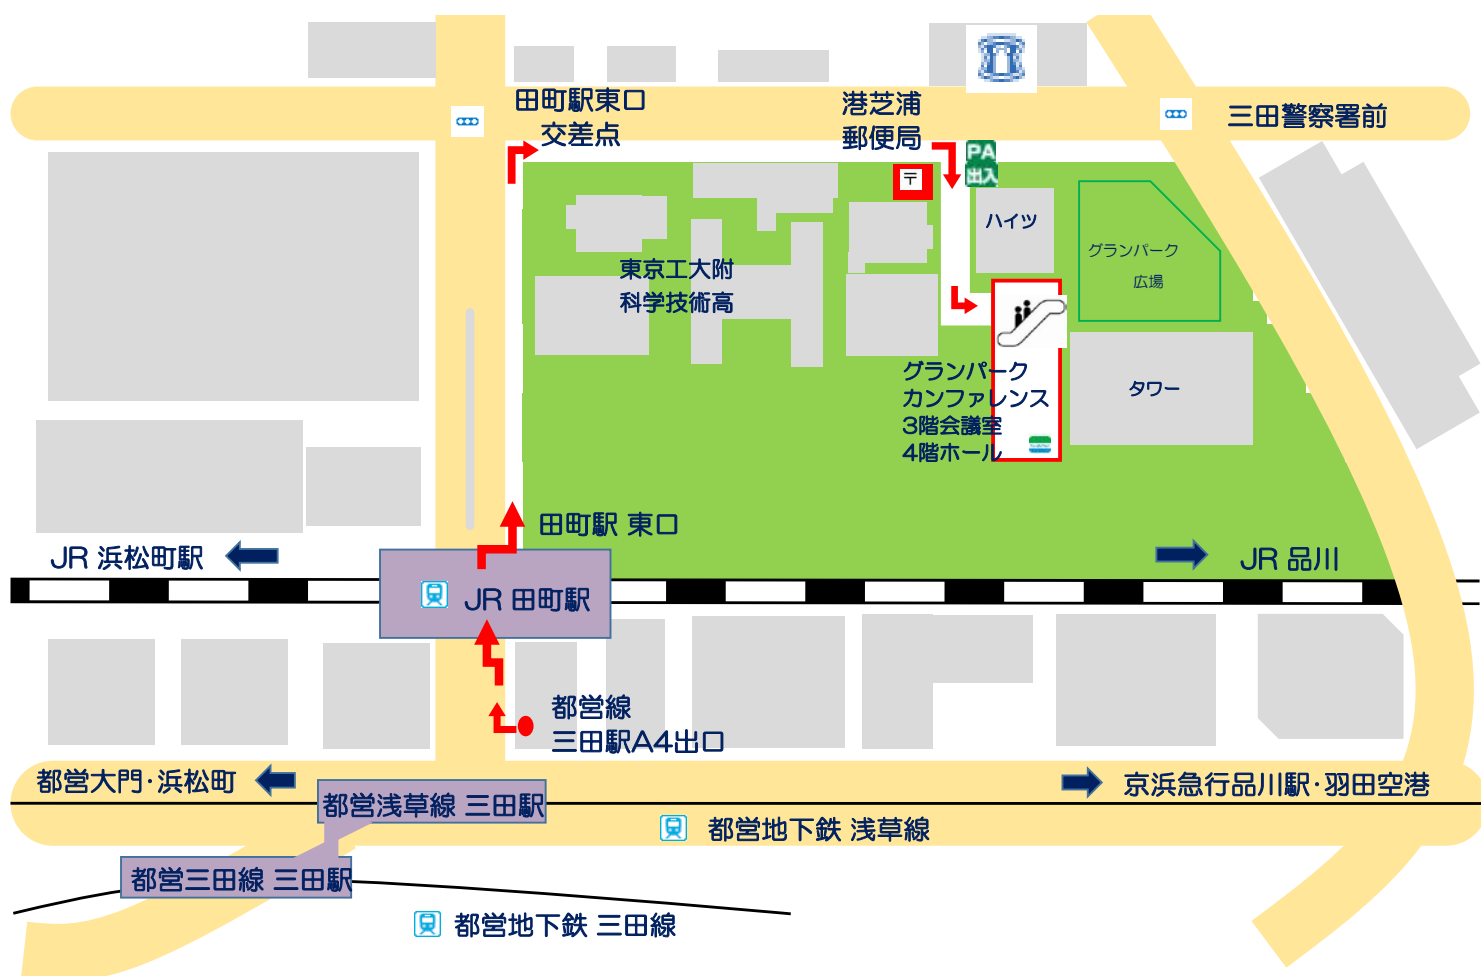 田町駅東口
交差点
港芝浦
郵便局
三田警察署前
PA
出入
〒
ハイツ
グランパーク
広場
東京工大附
科学技術高
グランパーク
カンファレンス
3階会議室
4階ホール
タワー
田町駅 東口
JR 浜松町駅
JR 品川
JR 田町駅
都営線
三田駅A4出口
都営大門・浜松町
京浜急行品川駅・羽田空港
都営浅草線 三田駅
都営地下鉄 浅草線
都営三田線 三田駅
都営地下鉄 三田線